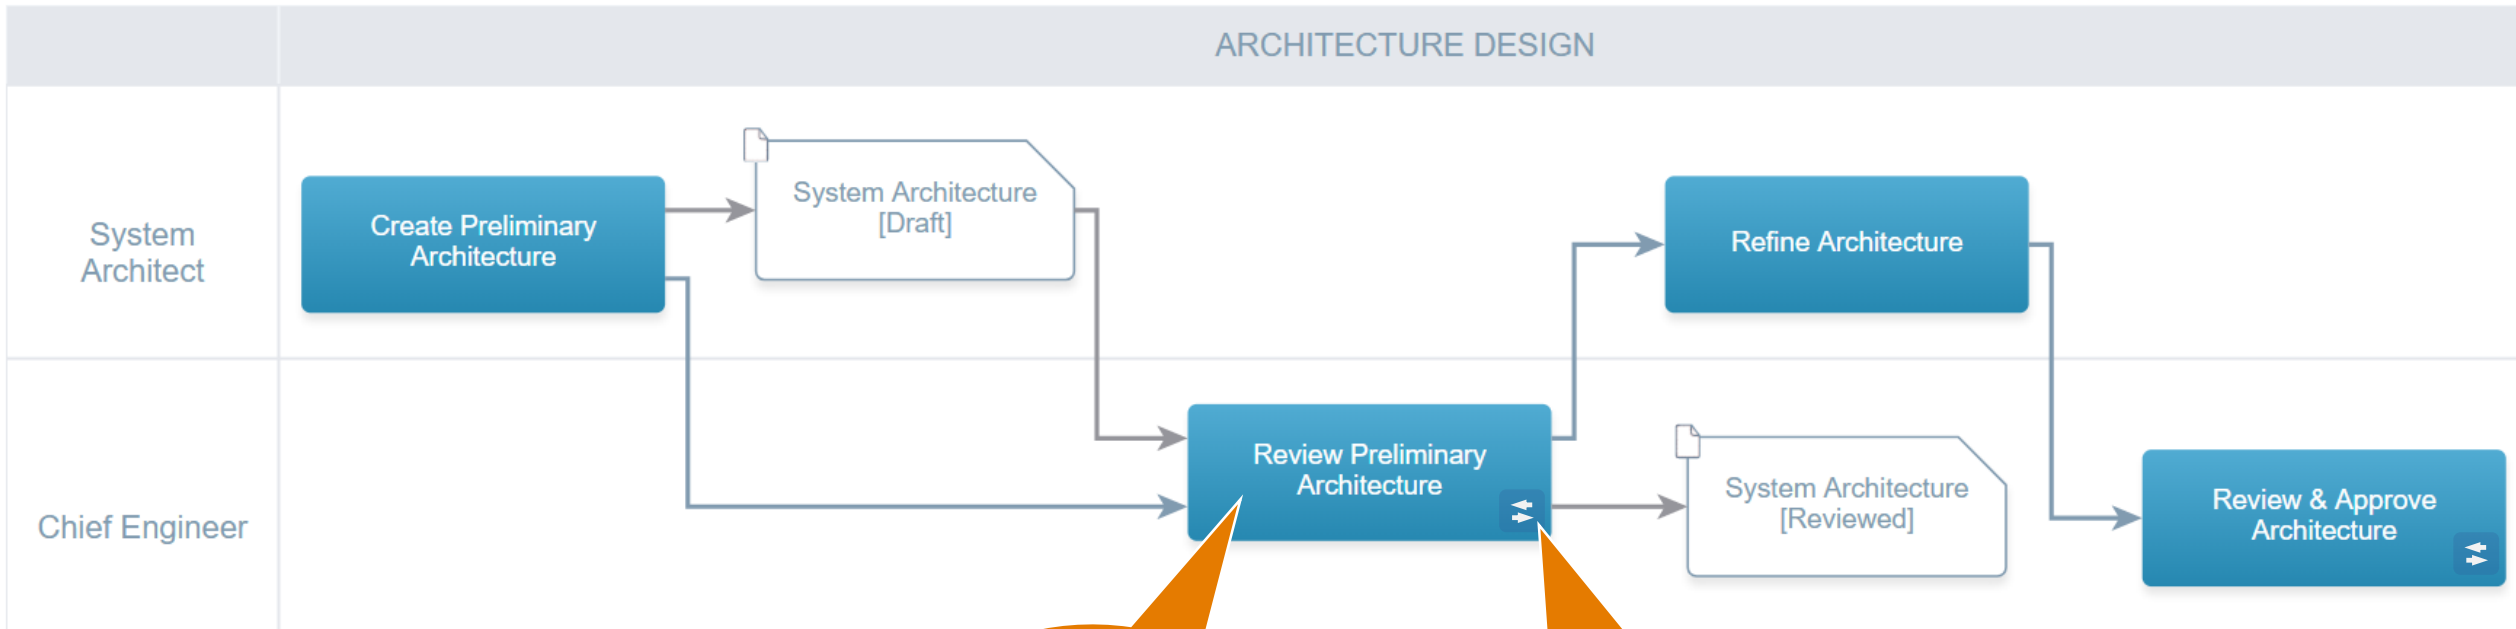 ARCHITECTURE DESIGN
System
Architect
Create Preliminary
Architecture
System Architecture
[Draft]
Refine Architecture
Chief Engineer
Review Preliminary
Architecture
System Architecture
[Reviewed]
Review & Approve
Architecture